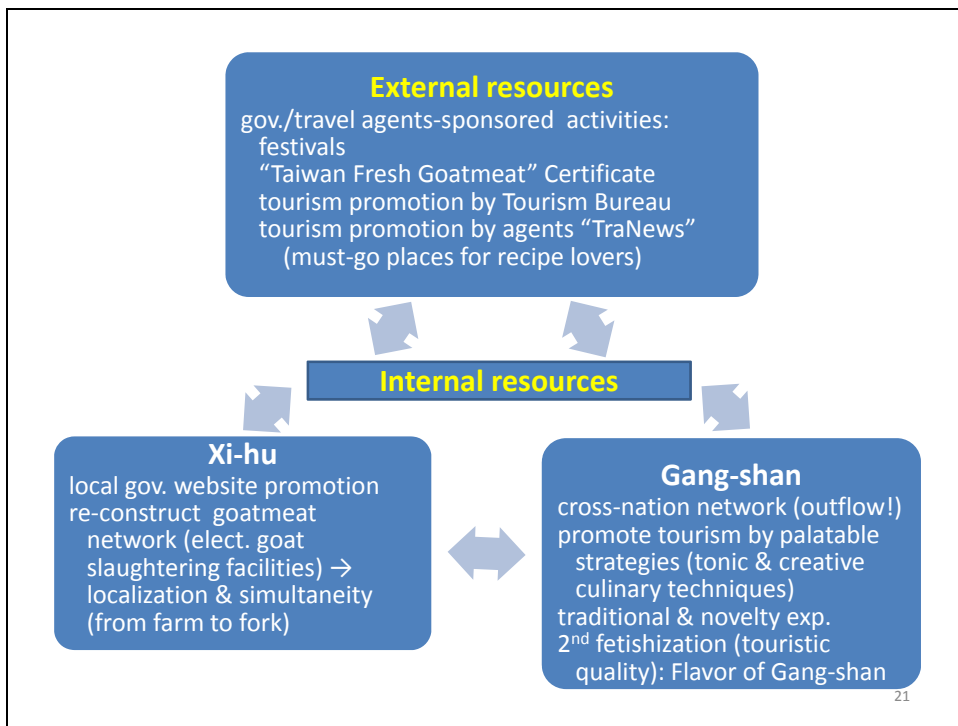 External resources
gov./travel agents-sponsored activities:
festivals
“Taiwan Fresh Goatmeat” Certificate
tourism promotion by Tourism Bureau
tourism promotion by agents “TraNews”
(must-go places for recipe lovers)
Internal resources
Xi-hu
local gov. website promotion
re-construct goatmeat
network (elect. goat
slaughtering facilities) →
localization & simultaneity
(from farm to fork)
Gang-shan
cross-nation network (outflow!)
promote tourism by palatable
strategies (tonic & creative
culinary techniques)
traditional & novelty exp.
2nd fetishization (touristic
quality): Flavor of Gang-shan
21